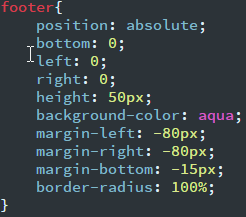 footer{
    position: absolute;
    bottom: 0;
    left: 0;
    right: 0;
    height: 50px;
    background-color: aqua;
    margin-left: -80px;
    margin-right: -80px;
    margin-bottom: -15px;
    border-radius: 100%;
}